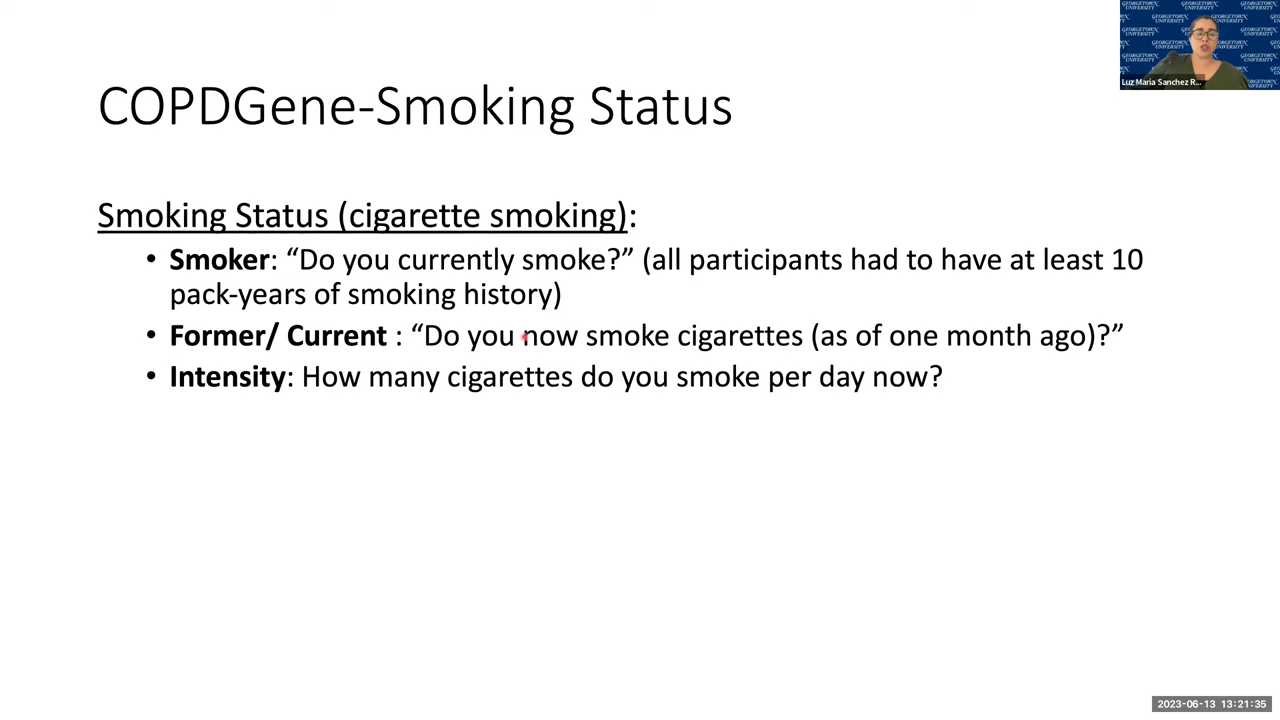 GEORGETOWN
UNIVERSITY
Luz Maria Sanchez R...
COPDGene-Smoking Status
Smoking Status (cigarette smoking):
• Smoker: “Do you currently smoke?” (all participants had to have at least 10
pack-years of smoking history)
• Former/ Current : “Do you now smoke cigarettes (as of one month ago)?”
• Intensity: How many cigarettes do you smoke per day now?
2023-06-13 13:21:35